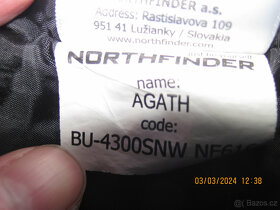 NORTHFINDER a.s.
Address: Rastislavova 109
951 41 Lužianky / Slovakia
www.northfinder.com
NORTHFINDER
name:
AGATH
code:
BU-4300SNW
03/03/2024 12:38
bazos.cz